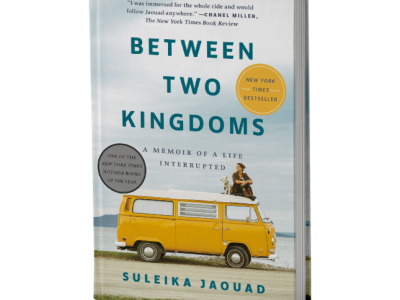 "I was immersed for the whole ride and would
follow Jaouad anywhere." —CHANEL MILLER,
The New York Times Book Review
BETWEEN
TWO
KINGDOMS
NEW YORK
TIMES
BESTSELLER
A MEMOIR OF A LIFE
INTERRUPTED
ONE OF THE
NEW YORK TIMES
NOTABLE BOOKS
OF THE YEAR
SULEIKA JAOUAD